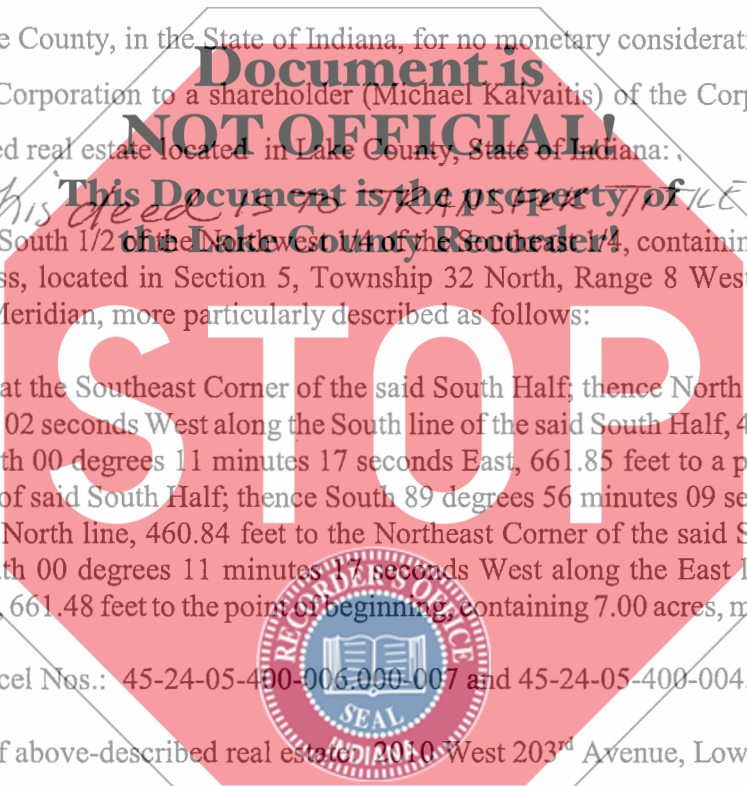 e County, in the State of Indiana, for no monetary considerati
Document is
Corporation to a shareholder (Michael Kalvaitis) of the Corp
NOT OFFICIAL!
ed real estate located in Lake County, State of Indiana:
This Document is the property of
his deed is to TRANSFER TITLE
the Lake County Recorder!
South 1/2 of the Northwest 1/4 of the Southeast 1/4, containin
ss, located in Section 5, Township 32 North, Range 8 West
Meridian, more particularly described as follows:
at the Southeast Corner of the said South Half; thence North
02 seconds West along the South line of the said South Half, 4
th 00 degrees 11 minutes 17 seconds East, 661.85 feet to a p
of said South Half; thence South 89 degrees 56 minutes 09 se
North line, 460.84 feet to the Northeast Corner of the said S
th 00 degrees 11 minutes 17 seconds West along the East l
, 661.48 feet to the point of beginning, containing 7.00 acres, m
STOP
RECORDER'S OFFICE
SEAL
INDIANA
cel Nos.: 45-24-05-400-006.000-007 and 45-24-05-400-004.
f above-described real estate: 2010 West 203rd Avenue, Low